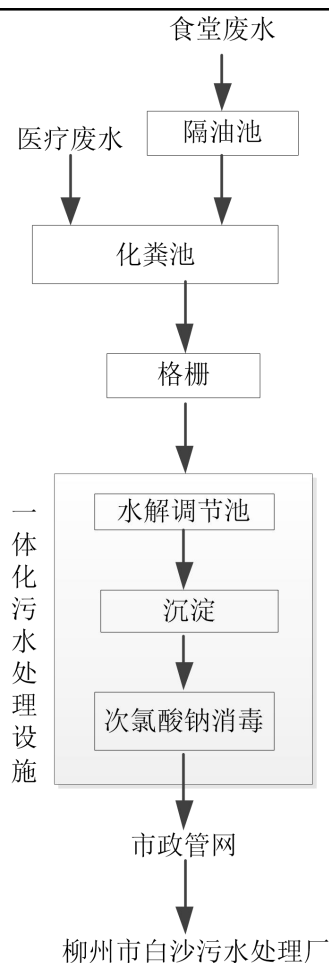 食堂废水
隔油池
医疗废水
化粪池
格栅
一体化污水处理设施
水解调节池
沉淀
次氯酸钠消毒
市政管网
柳州市白沙污水处理厂